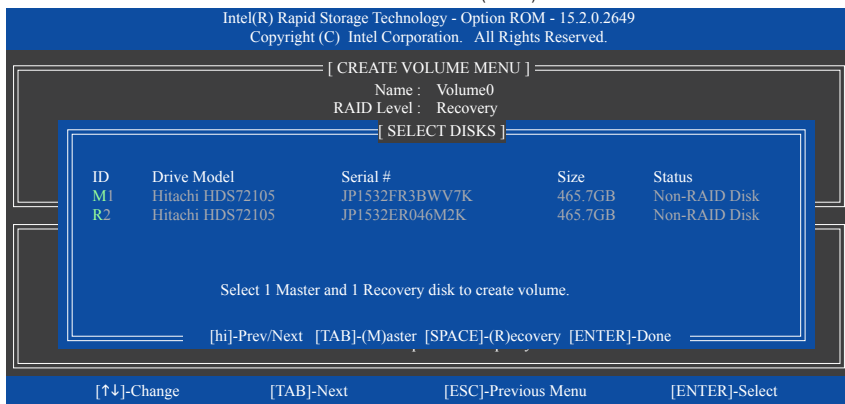 Intel(R) Rapid Storage Technology - Option ROM - 15.2.0.2649
Copyright (C) Intel Corporation. All Rights Reserved.
[ CREATE VOLUME MENU ]
Name : Volume0
RAID Level : Recovery
[ SELECT DISKS ]
ID Drive Model Serial # Size Status
M1 Hitachi HDS72105 JP1532FR3BWV7K 465.7GB Non-RAID Disk
R2 Hitachi HDS72105 JP1532ER046M2K 465.7GB Non-RAID Disk
Select 1 Master and 1 Recovery disk to create volume.
[hi]-Prev/Next [TAB]-(M)aster [SPACE]-(R)ecovery [ENTER]-Done
[↑↓]-Change [TAB]-Next [ESC]-Previous Menu [ENTER]-Select